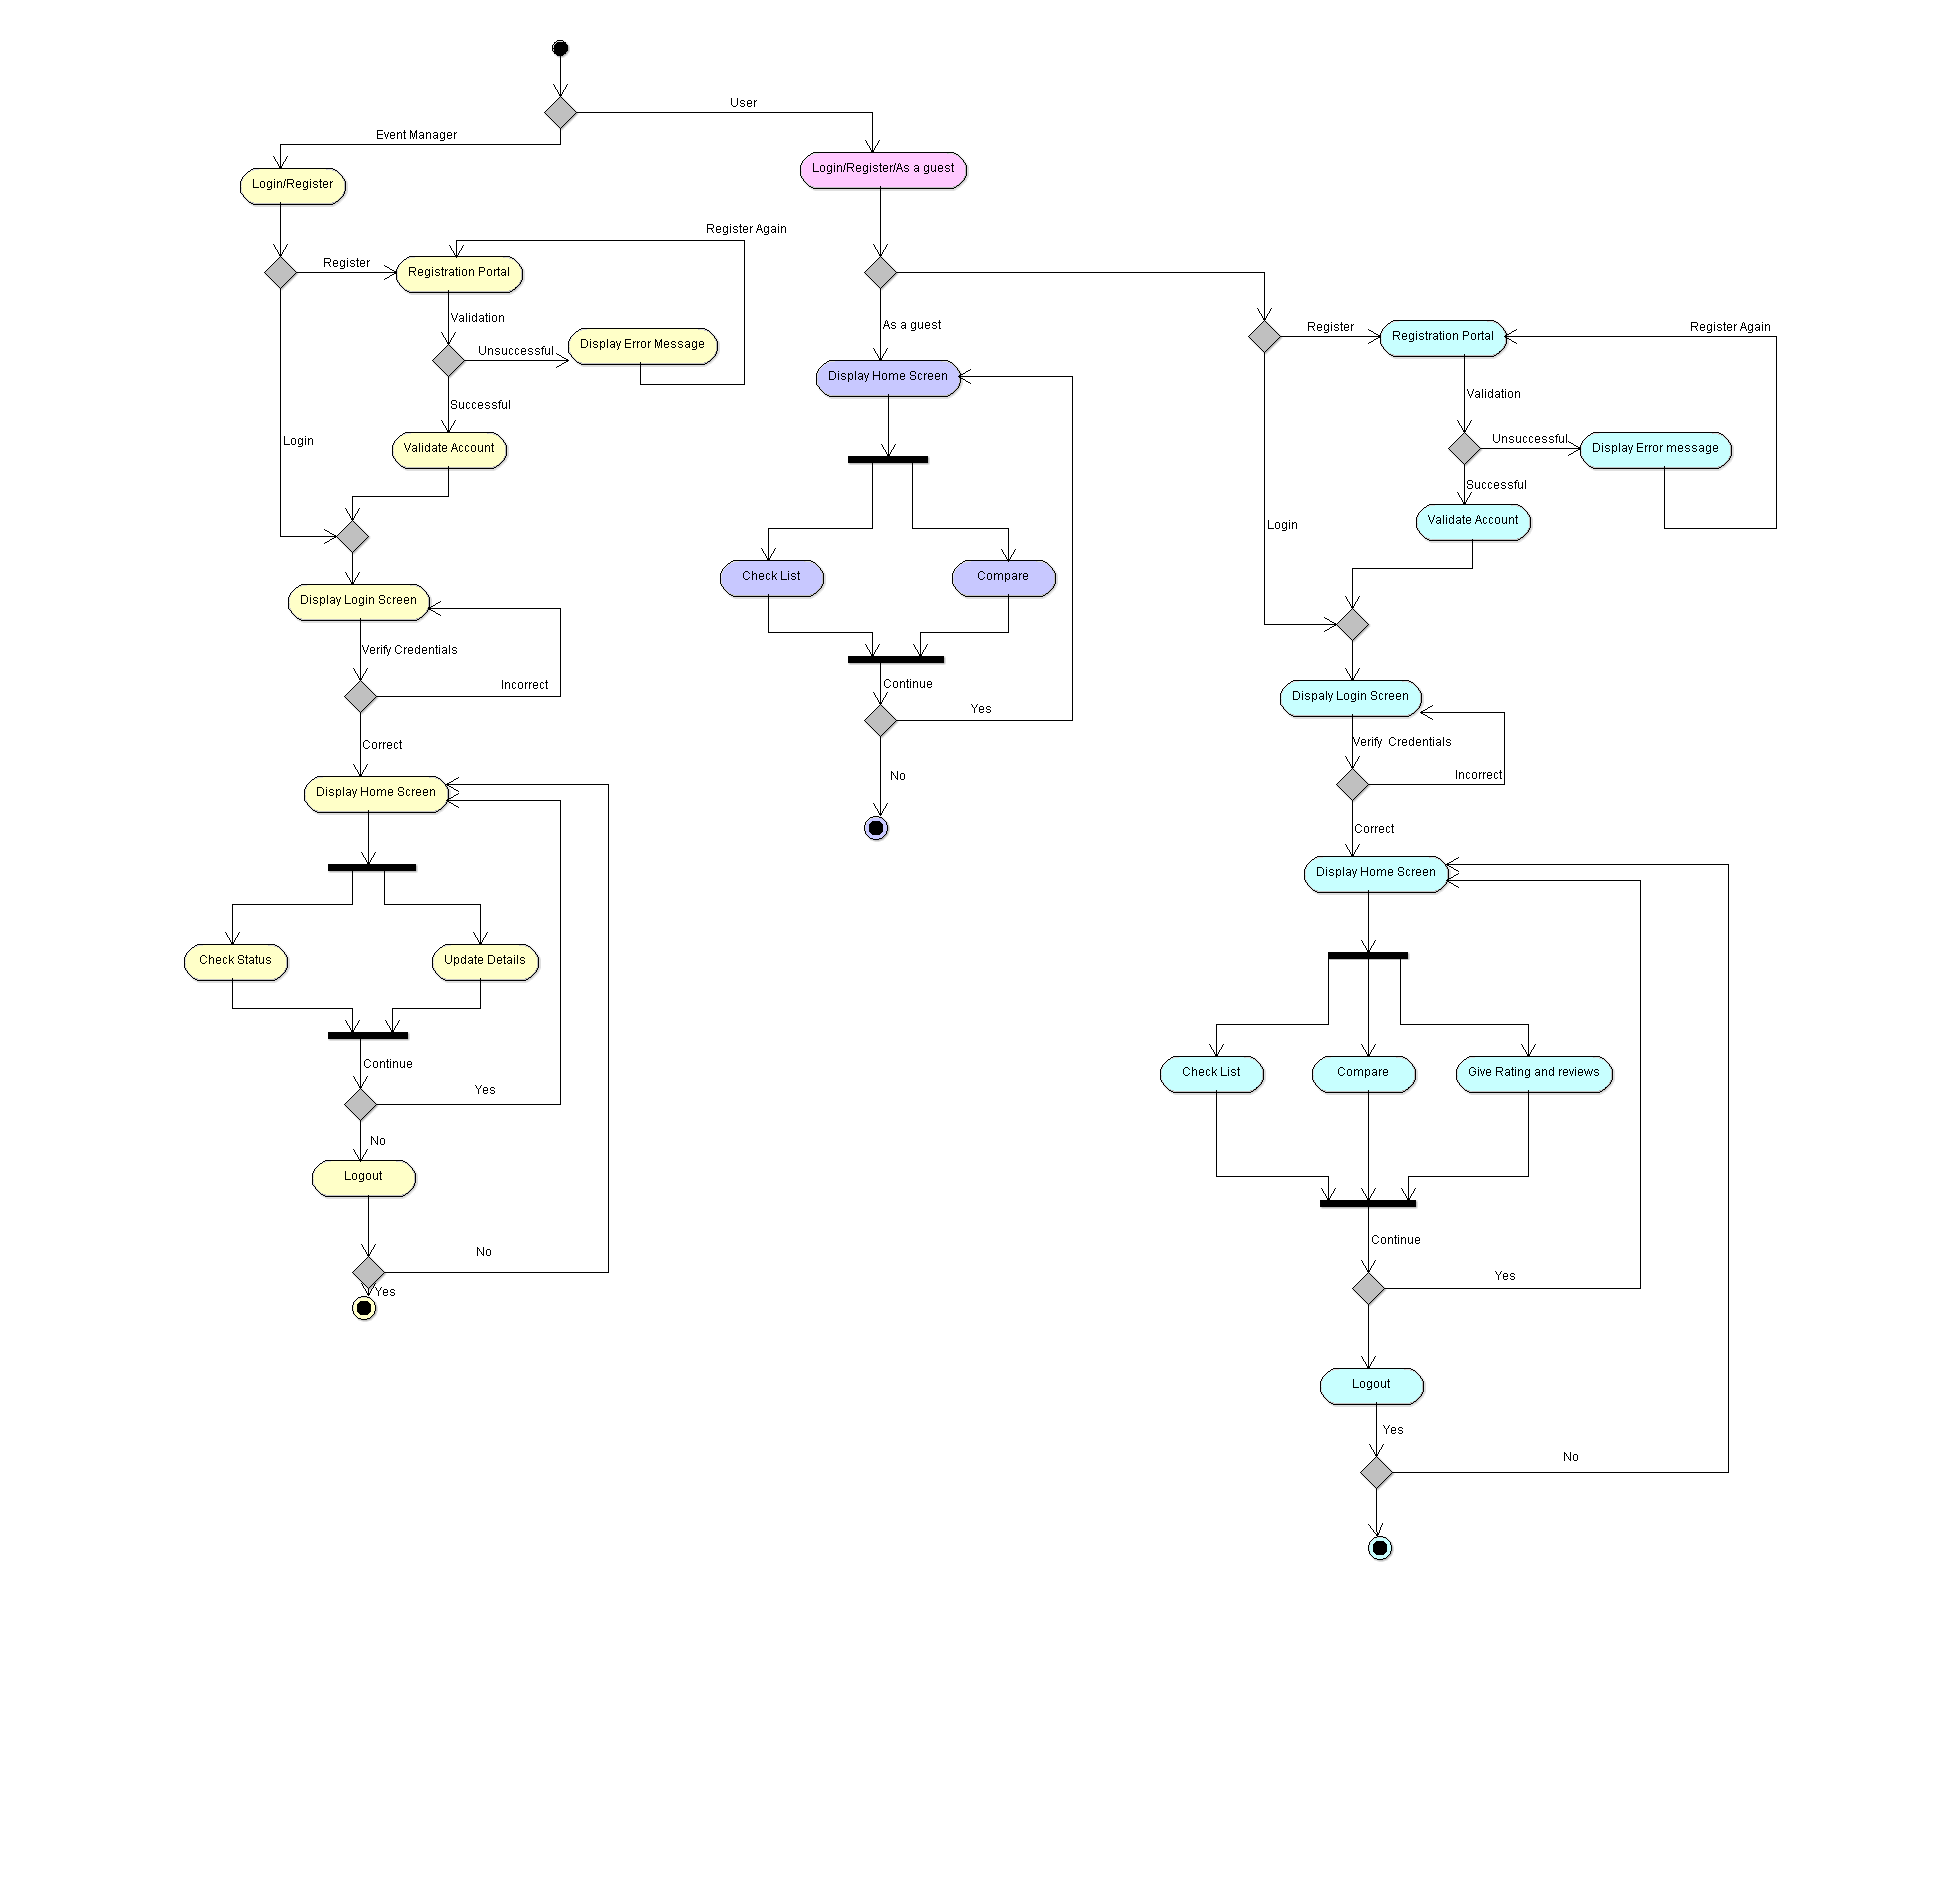 User
Event Manager
Login/Register
Login/Register/As a guest
Register Again
Register
Registration Portal
Validation
Unsuccessful
Display Error Message
Successful
Login
Validate Account
Display Login Screen
Verify Credentials
Incorrect
Correct
Display Home Screen
Check Status
Update Details
Continue
Yes
No
Logout
No
Yes
As a guest
Display Home Screen
Check List
Compare
Continue
Yes
No
Register
Registration Portal
Register Again
Validation
Unsuccessful
Display Error message
Successful
Validate Account
Login
Dispaly Login Screen
Verify  Credentials
Incorrect
Correct
Display Home Screen
Check List
Compare
Give Rating and reviews
Continue
Yes
Logout
Yes
No